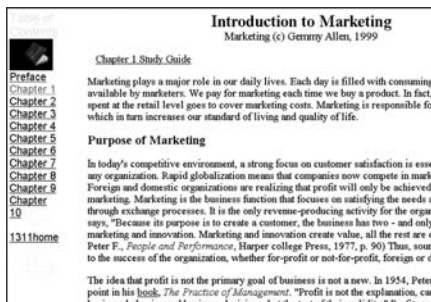 Table of
Contents
Preface
Chapter 1
Chapter 2
Chapter 3
Chapter 4
Chapter 5
Chapter 6
Chapter 7
Chapter 8
Chapter 9
Chapter
10
1311home
Introduction to Marketing
Marketing (c) Gemmy Allen, 1999
Chapter 1 Study Guide
Marketing plays a major role in our daily lives. Each day is filled with consuming
available by marketers. We pay for marketing each time we buy a product. In fact,
spent at the retail level goes to cover marketing costs. Marketing is responsible fo
which in turn increases our standard of living and quality of life.
Purpose of Marketing
In today's competitive environment, a strong focus on customer satisfaction is esse
any organization. Rapid globalization means that companies now compete in mark
Foreign and domestic organizations are realizing that profit will only be achieved
marketing. Marketing is the business function that focuses on satisfying the needs a
through exchange processes. It is the only revenue-producing activity for the organ
says, "Because its purpose is to create a customer, the business has two - and only
marketing and innovation. Marketing and innovation create value, all the rest are c
Peter F., People and Performance, Harper college Press, 1977, p. 90) Thus, soun
to the success of the organization, whether for-profit or not-for-profit, foreign or d
The idea that profit is not the primary goal of business is not a new. In 1954, Peter
point in his book, The Practice of Management. "Profit is not the explanation, cau